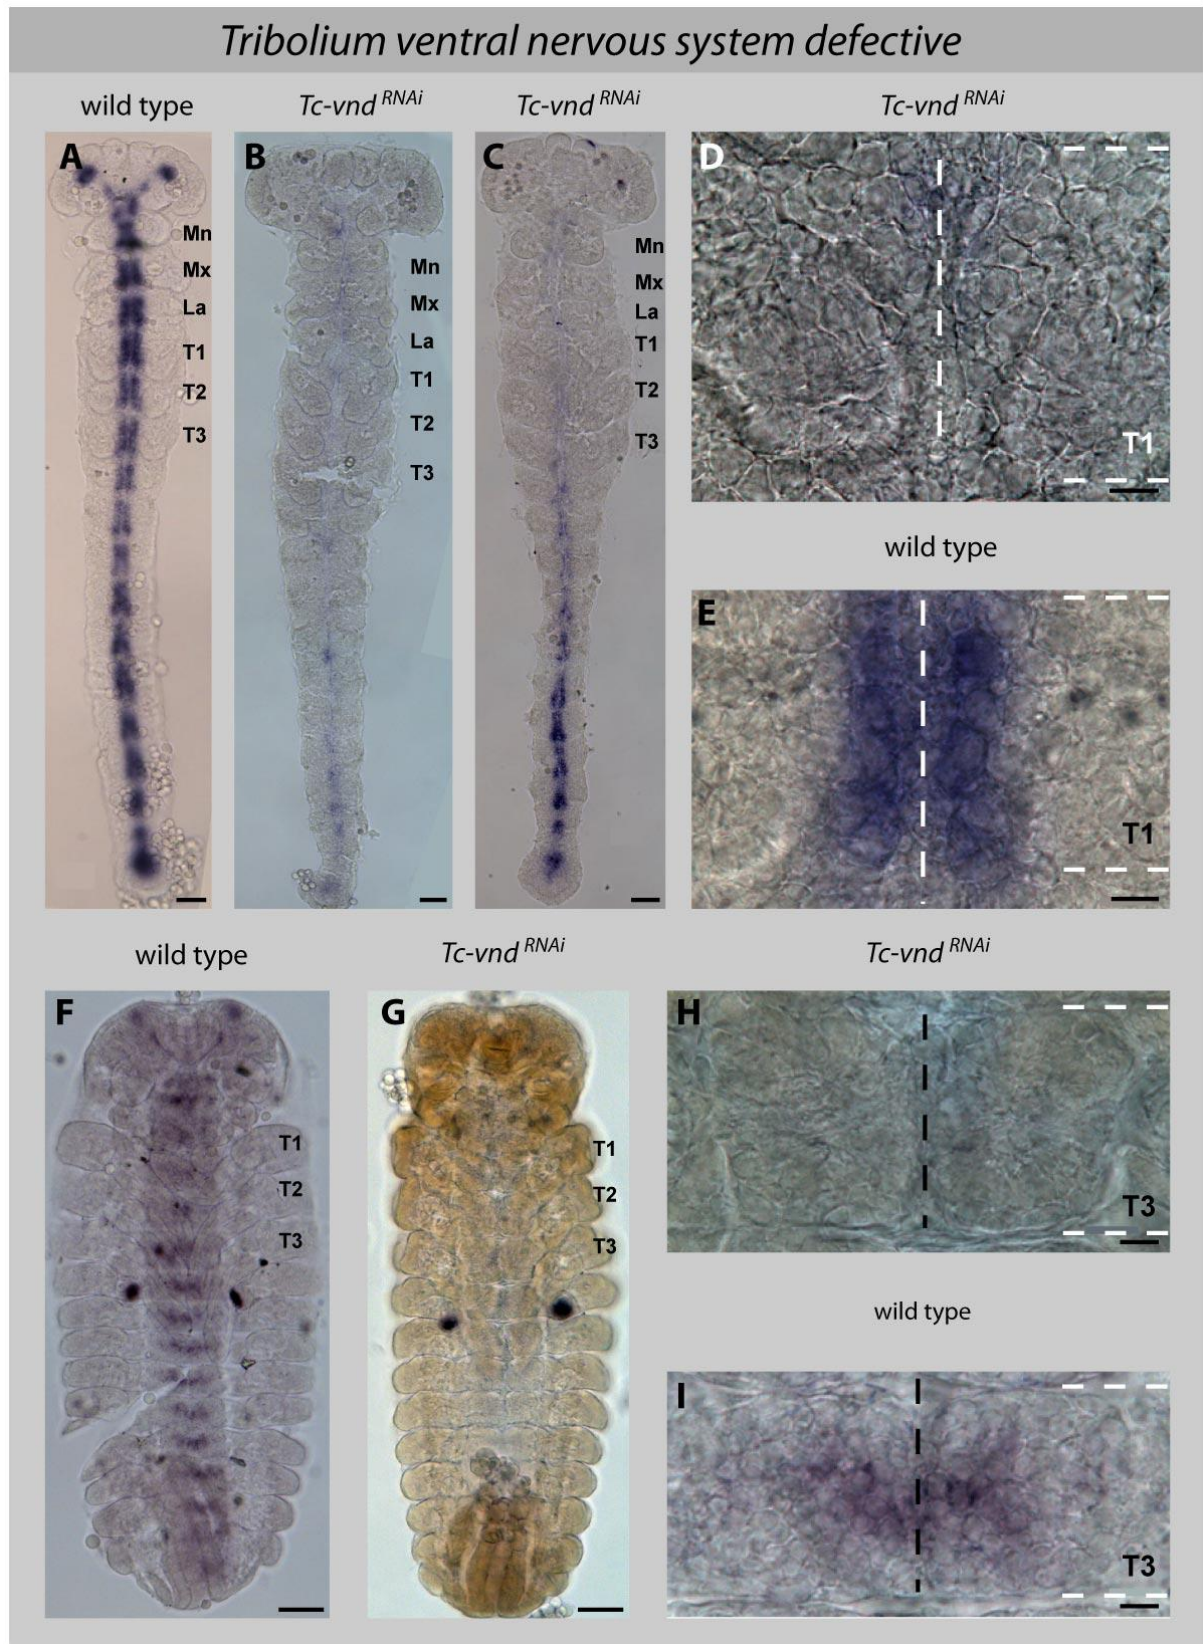 Tribolium ventral nervous system defective
wild type
Tc-vnd RNAi
Tc-vnd RNAi
Tc-vnd RNAi
A
Mn
Mx
La
T1
T2
T3
B
Mn
Mx
La
T1
T2
T3
C
Mn
Mx
La
T1
T2
T3
D
T1
wild type
E
T1
wild type
Tc-vnd RNAi
Tc-vnd RNAi
F
T1
T2
T3
G
T1
T2
T3
H
T3
wild type
I
T3